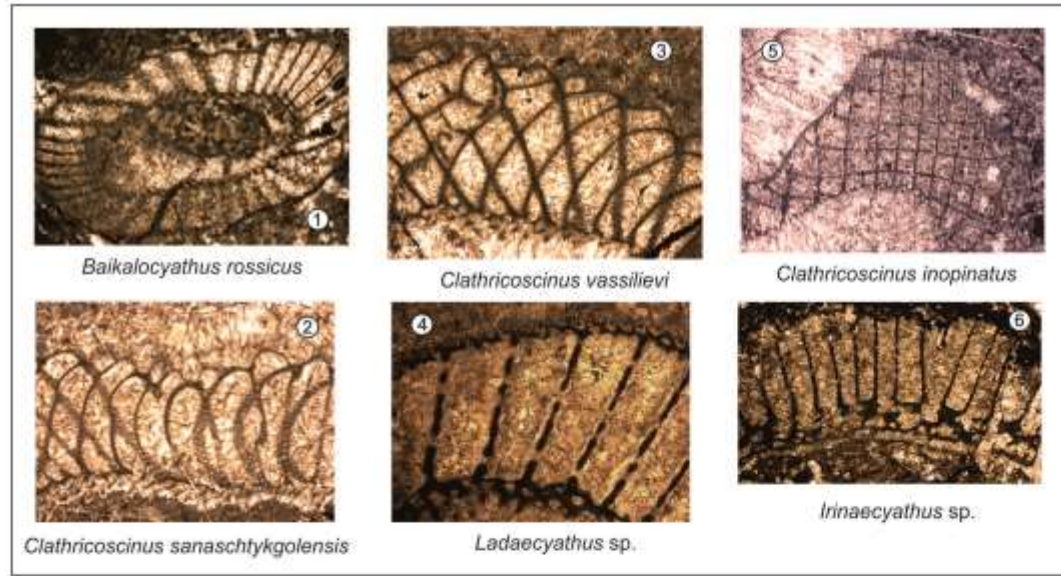 1
Baikalocyathus rossicus
3
Clathricoscinus vassilievi
5
Clathricoscinus inopinatus
2
Clathricoscinus sanaschtykgolensis
4
Ladaecyathus sp.
6
Irinaecyathus sp.